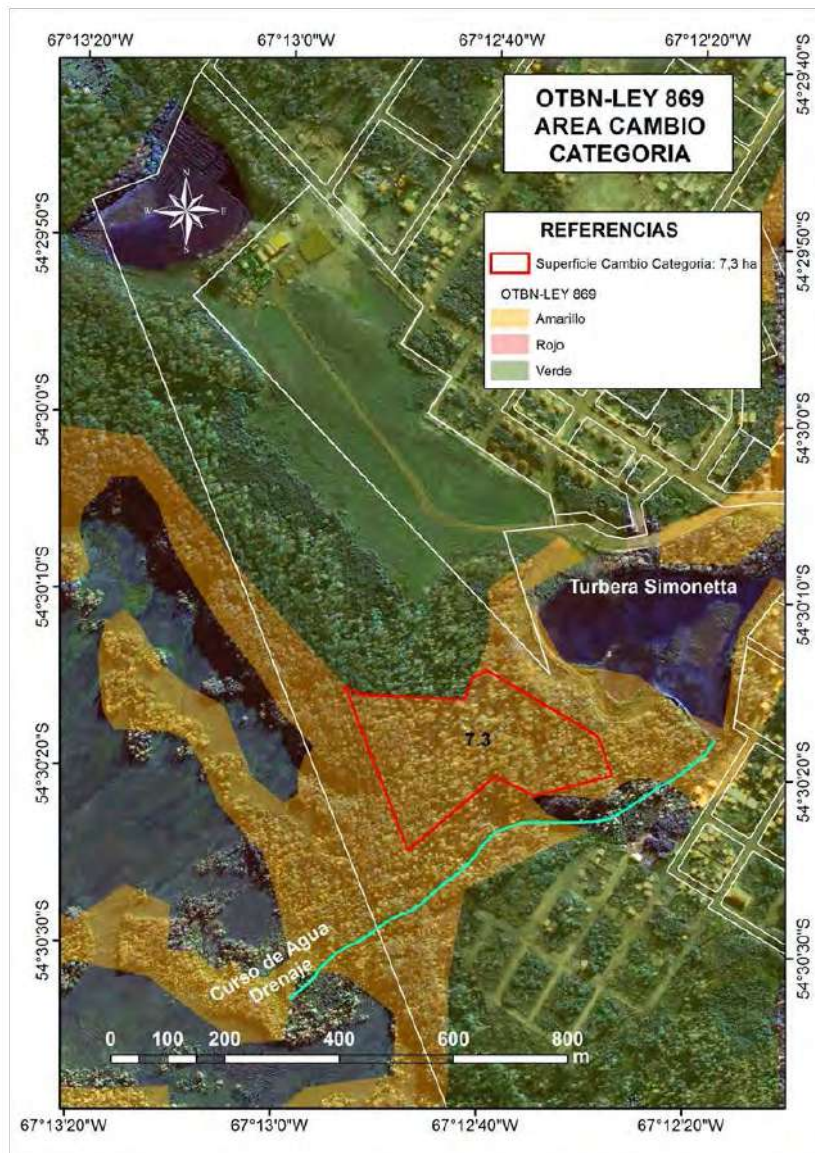 67°13'20"W
67°13'0"W
67°12'40"W
67°12'20"W
54°29'40"S
OTBN-LEY 869
AREA CAMBIO
CATEGORIA
N
W
E
S
54°29'50"S
54°29'50"S
REFERENCIAS
Superficie Cambio Categoria: 7,3 ha
OTBN-LEY 869
Amarillo
Rojo
Verde
54°30'0"S
54°30'0"S
54°30'10"S
54°30'10"S
Turbera Simonetta
7.3
54°30'20"S
54°30'20"S
54°30'30"S
54°30'30"S
Curso de Agua
Drenaje
0 100 200 400 600 800
m
67°13'20"W
67°13'0"W
67°12'40"W
67°12'20"W